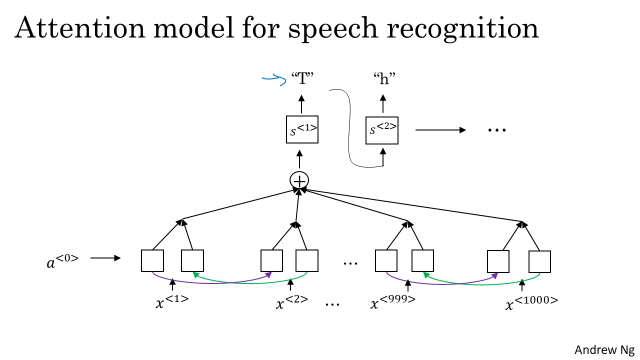 Attention model for speech recognition
“T” “h”
s<1> s<2> …
+
a<0> …
x<1> x<2> … x<999> x<1000>
Andrew Ng